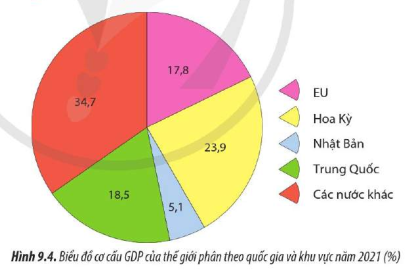 17,8
EU
34,7
Hoa Kỳ
23,9
Nhật Bản
Trung Quốc
18,5
5,1
Các nước khác
Hình 9.4. Biểu đồ cơ cấu GDP của thế giới phân theo quốc gia và khu vực năm 2021 (%)